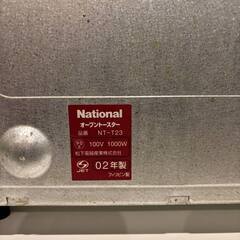 National
オーブントースター
品番 NT-T23
100V 1000W
松下電器産業株式会社
JET 02年製
フィリピン製